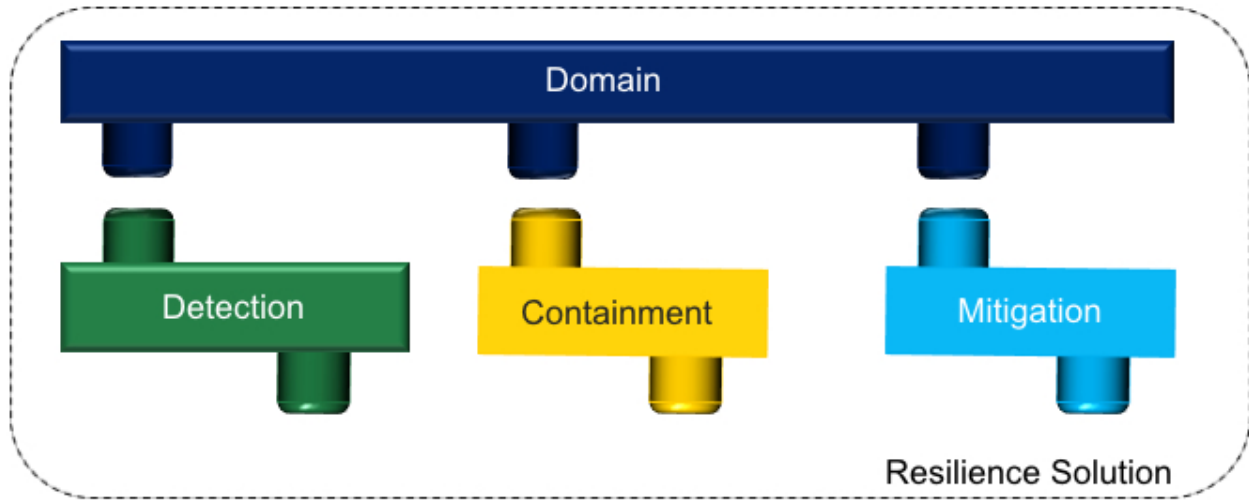 Domain
Detection
Containment
Mitigation
Resilience Solution